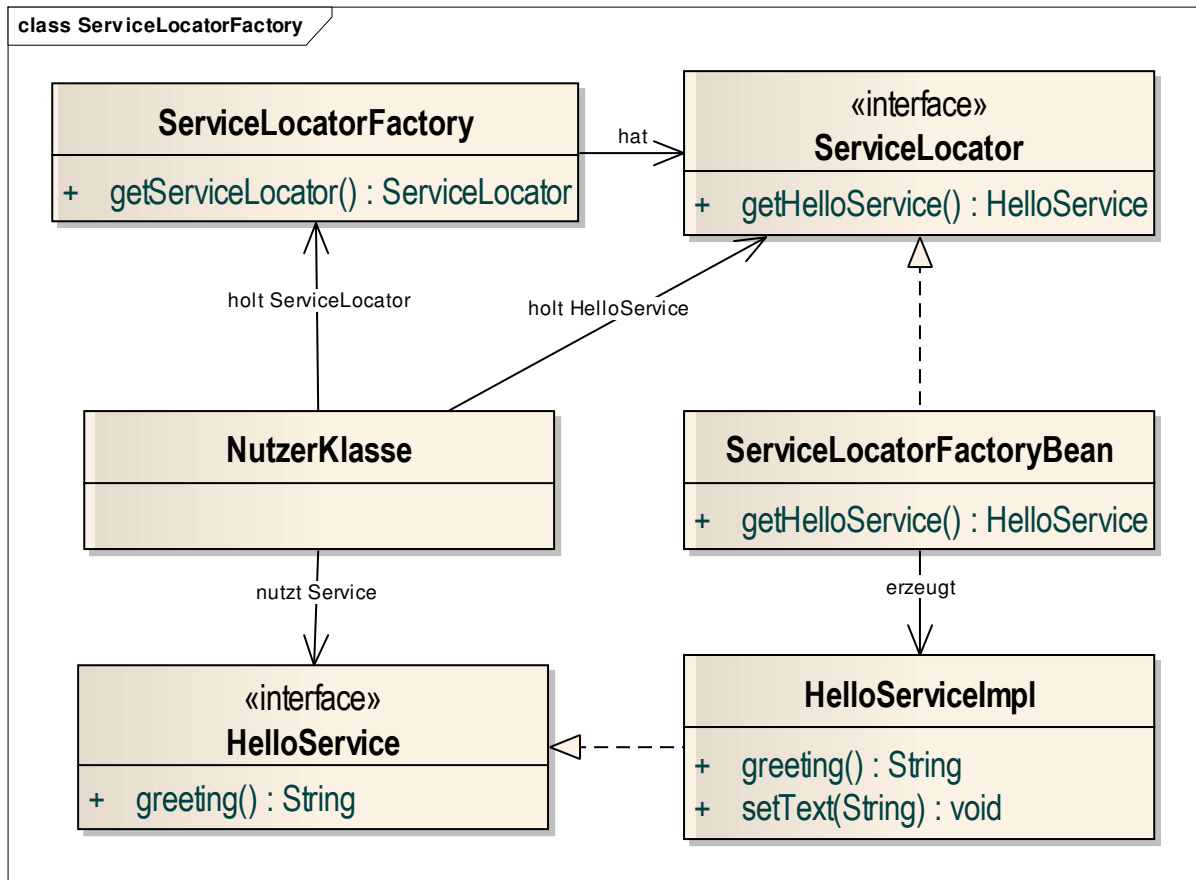 class ServiceLocatorFactory
ServiceLocatorFactory
+ getServiceLocator() : ServiceLocator
hat
«interface»
ServiceLocator
+ getHelloService() : HelloService
holt ServiceLocator
holt HelloService
NutzerKlasse
ServiceLocatorFactoryBean
+ getHelloService() : HelloService
nutzt Service
erzeugt
«interface»
HelloService
+ greeting() : String
HelloServiceImpl
+ greeting() : String
+ setText(String) : void